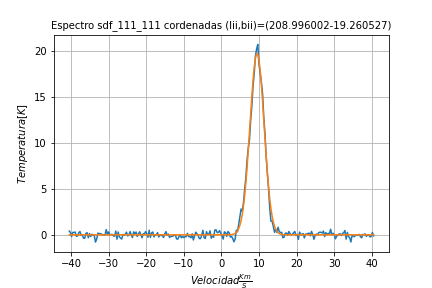 Espectro sdf_111_111 cordenadas (lii,bii)=(208.996002-19.260527)
20
15
10
5
0
Temperatura[K]
−40 −30 −20 −10 0 10 20 30 40
Velocidad Km/S